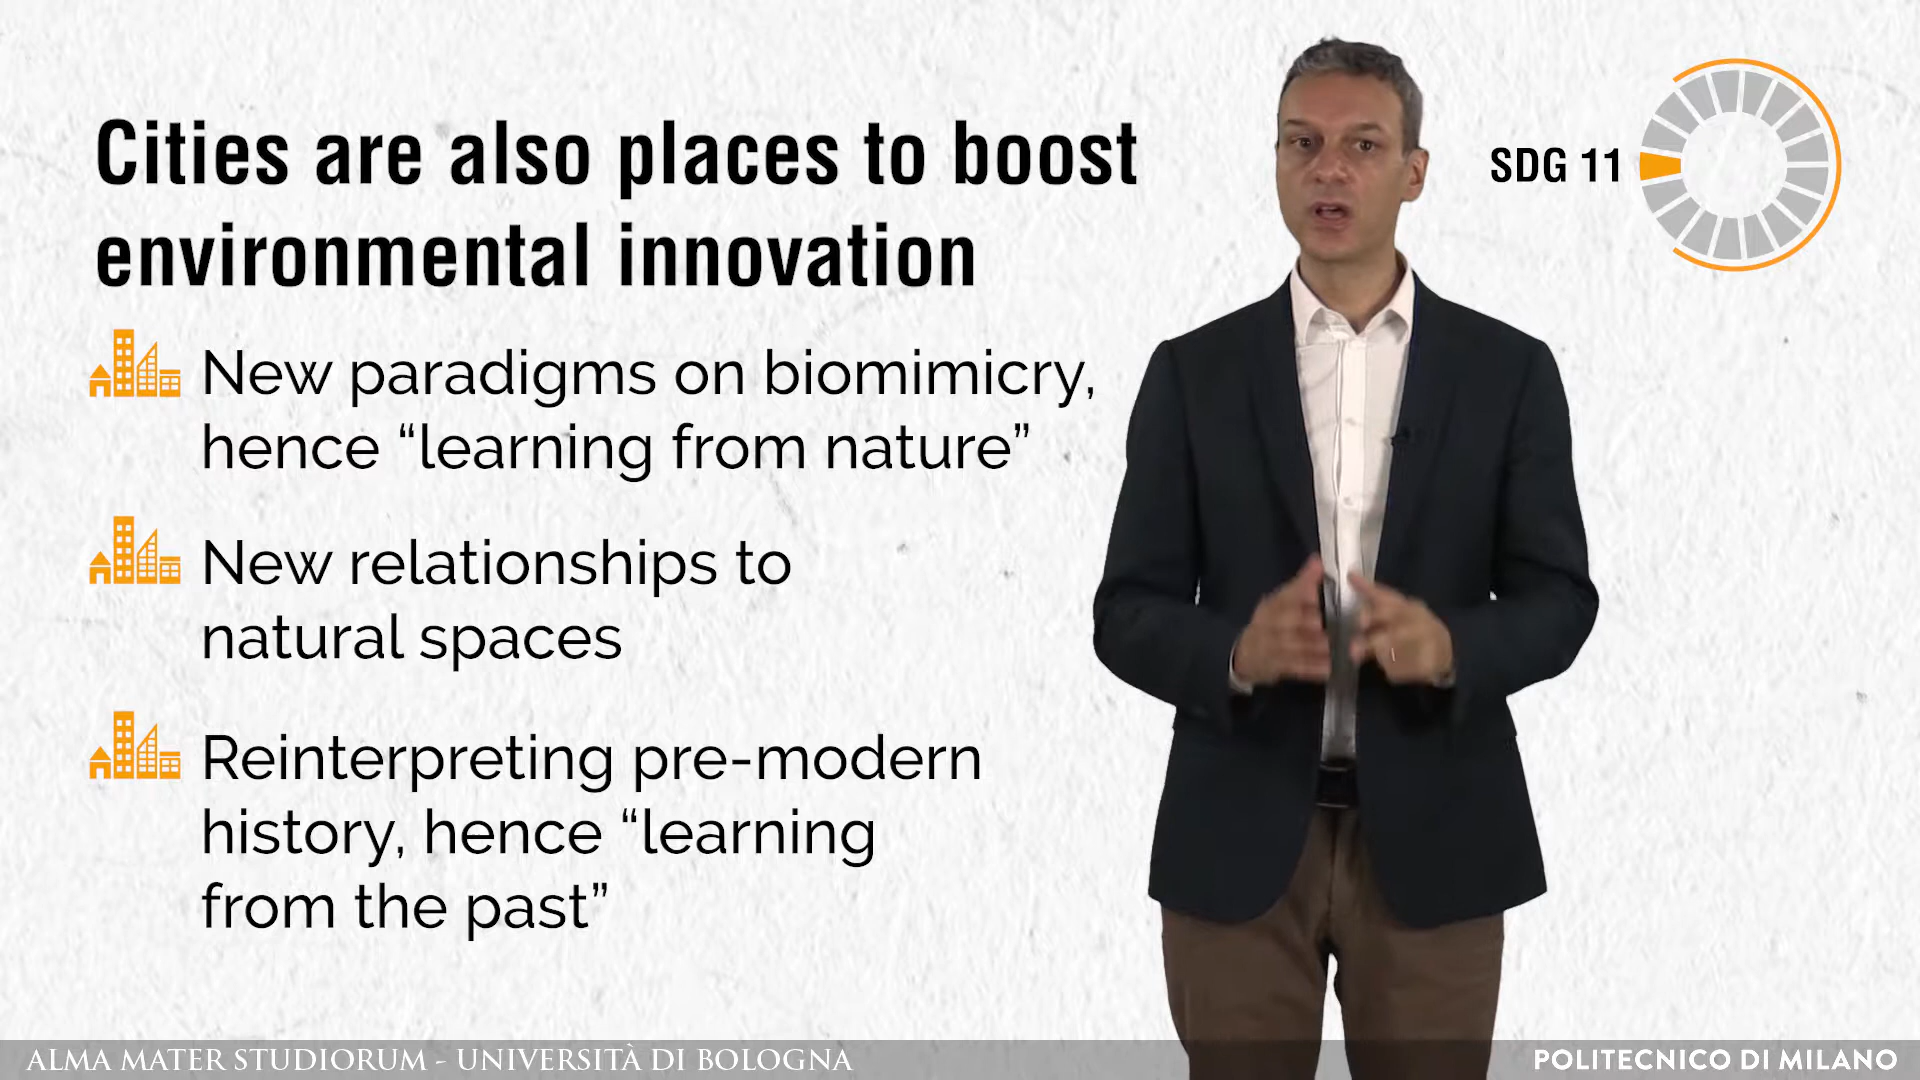 Cities are also places to boost
environmental innovation
SDG 11
New paradigms on biomimicry,
hence “learning from nature”
New relationships to
natural spaces
Reinterpreting pre-modern
history, hence “learning
from the past”
ALMA MATER STUDIORUM - UNIVERSITÀ DI BOLOGNA
POLITECNICO DI MILANO